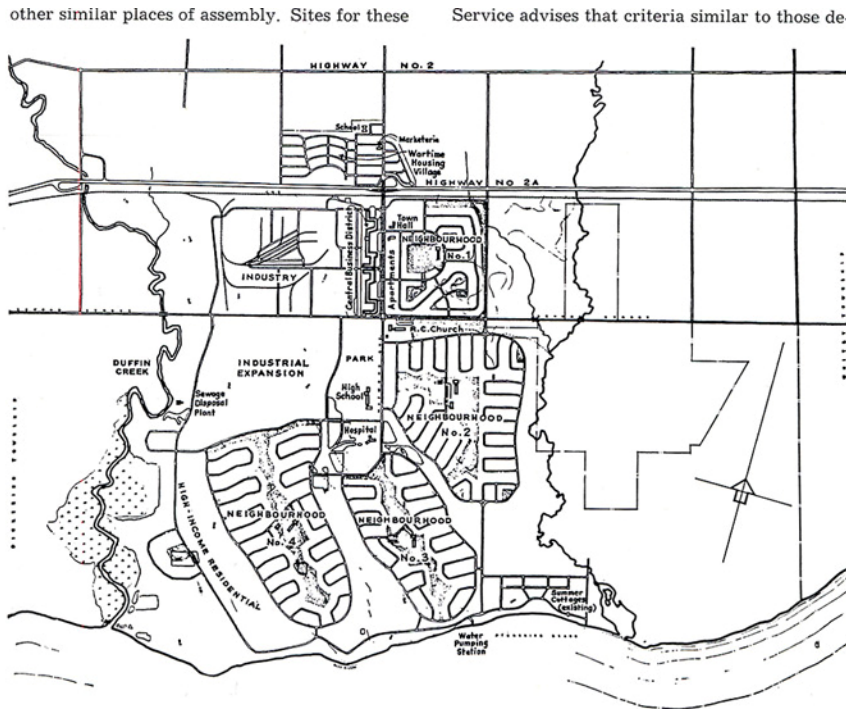 other similar places of assembly. Sites for these
Service advises that criteria similar to those de-
HIGHWAY NO. 2
School
Marketeria
Wartime
Housing
Village
HIGHWAY NO 2A
Central Business District
Town
Hall
Apartments
NEIGHBOURHOOD
No. 1
INDUSTRY
R.C. Church
DUFFIN
CREEK
INDUSTRIAL
EXPANSION
PARK
High
School
Sewage
Disposal
Plant
Hospital
NEIGHBOURHOOD
No. 2
HIGH INCOME RESIDENTIAL
NEIGHBOURHOOD
No. 4
NEIGHBOURHOOD
No. 3
Summer
Cottages
(existing)
Water
Pumping
Station